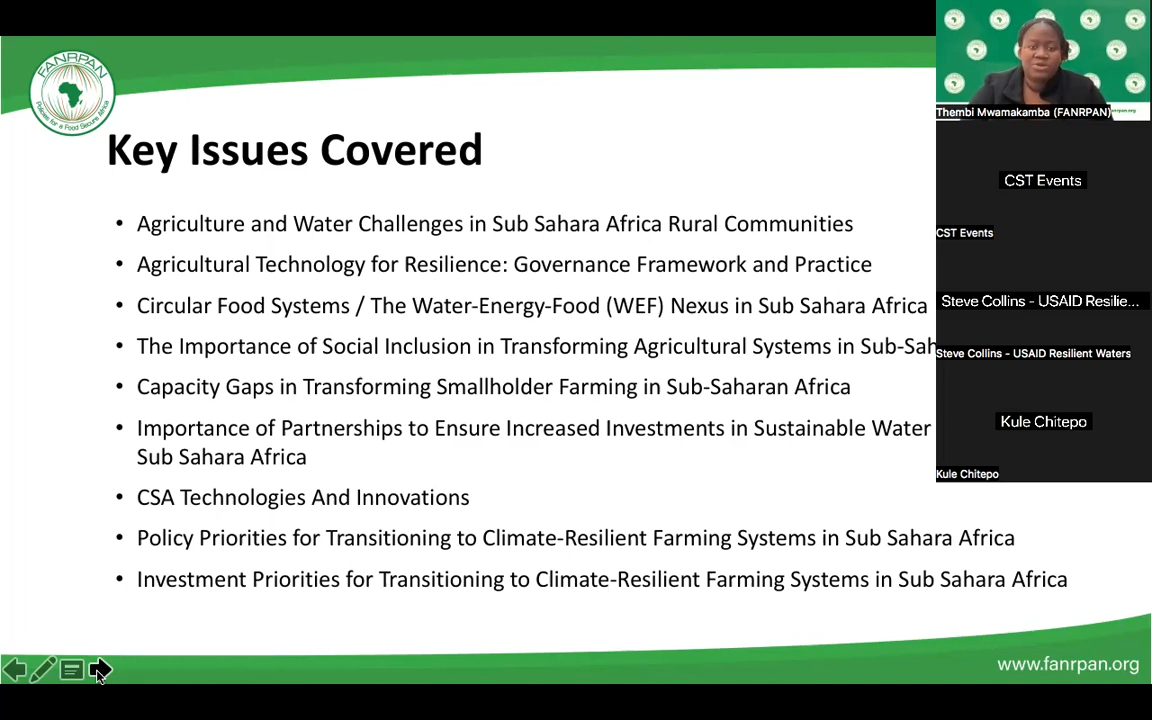 FANRPAN
Policies for a Food Secure Africa
Key Issues Covered
• Agriculture and Water Challenges in Sub Sahara Africa Rural Communities
• Agricultural Technology for Resilience: Governance Framework and Practice
• Circular Food Systems / The Water-Energy-Food (WEF) Nexus in Sub Sahara Africa
• The Importance of Social Inclusion in Transforming Agricultural Systems in Sub-Sah
• Capacity Gaps in Transforming Smallholder Farming in Sub-Saharan Africa
• Importance of Partnerships to Ensure Increased Investments in Sustainable Water
Sub Sahara Africa
• CSA Technologies And Innovations
• Policy Priorities for Transitioning to Climate-Resilient Farming Systems in Sub Sahara Africa
• Investment Priorities for Transitioning to Climate-Resilient Farming Systems in Sub Sahara Africa
www.fanrpan.org
Thembi Mwamakamba (FANRPAN)
CST Events
CST Events
Steve Collins - USAID Resilie...
Steve Collins - USAID Resilient Waters
Kule Chitepo
Kule Chitepo